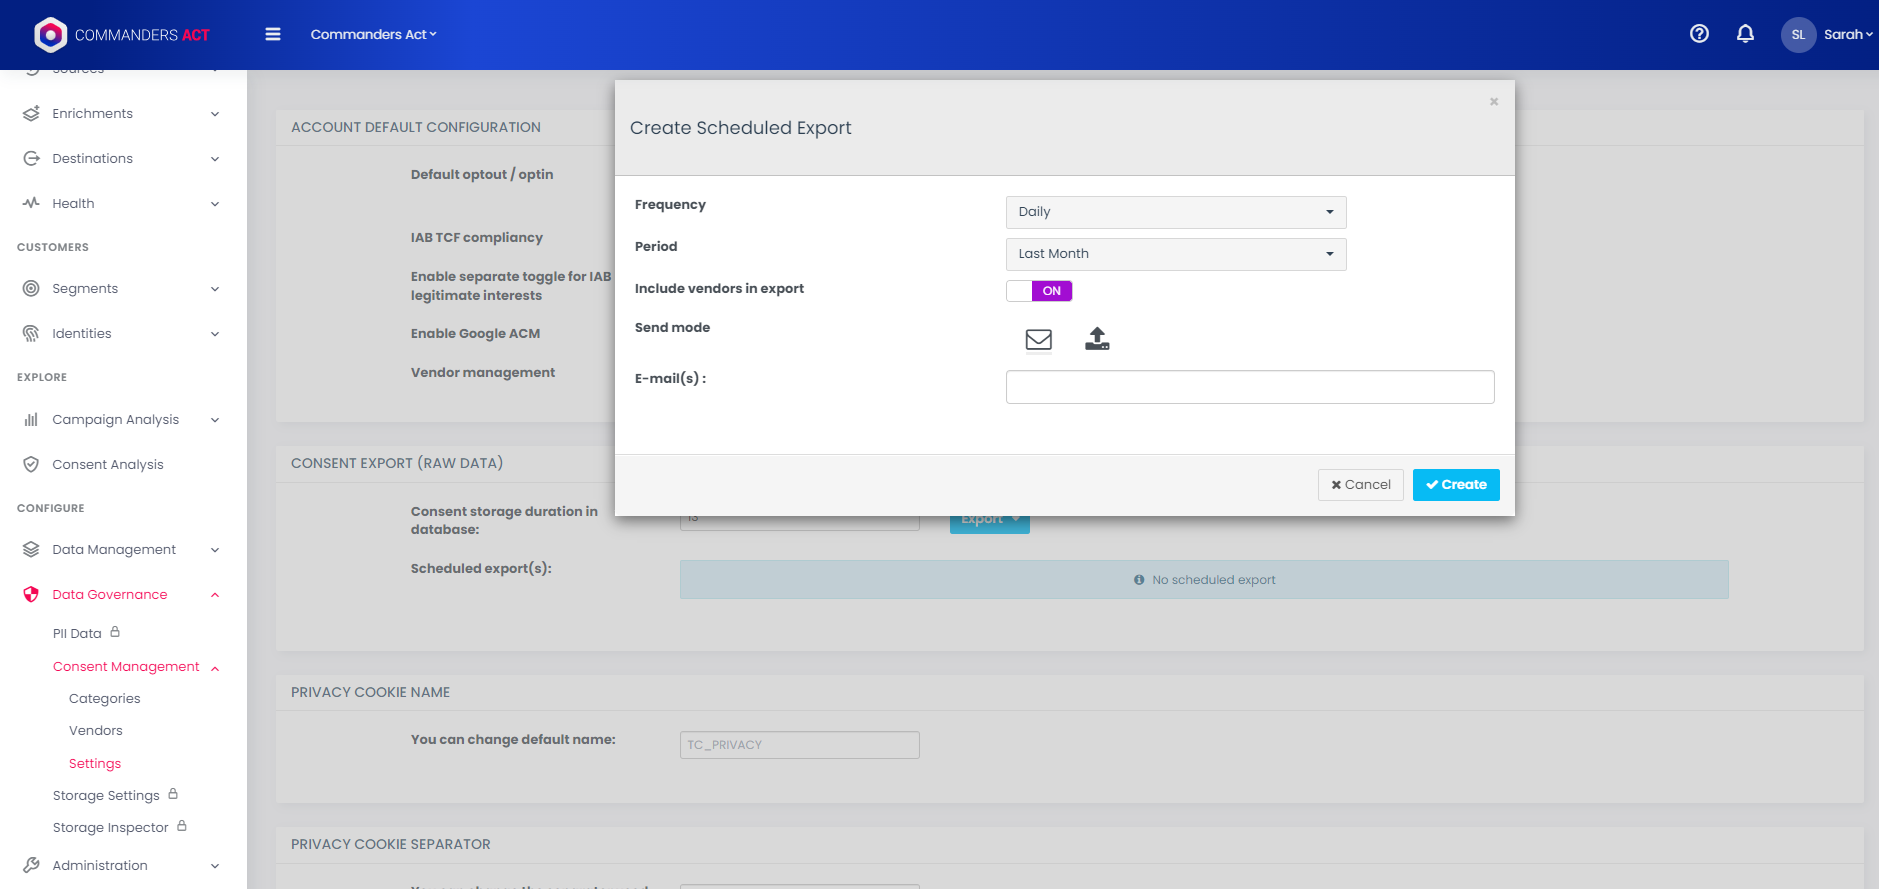 COMMANDERS ACT
Commanders Act
SL
Sarah
Sources
Enrichments
Destinations
Health
CUSTOMERS
Segments
Identities
EXPLORE
Campaign Analysis
Consent Analysis
CONFIGURE
Data Management
Data Governance
PII Data
Consent Management
Categories
Vendors
Settings
Storage Settings
Storage Inspector
Administration
ACCOUNT DEFAULT CONFIGURATION
Default optout / optin
IAB TCF compliancy
Enable separate toggle for IAB
legitimate interests
Enable Google ACM
Vendor management
Create Scheduled Export
×
Frequency
Daily
Period
Last Month
Include vendors in export
ON
Send mode
E-mail(s) :
Cancel
Create
CONSENT EXPORT (RAW DATA)
Consent storage duration in
database:
13
Export
Scheduled export(s):
No scheduled export
PRIVACY COOKIE NAME
You can change default name:
TC_PRIVACY
PRIVACY COOKIE SEPARATOR